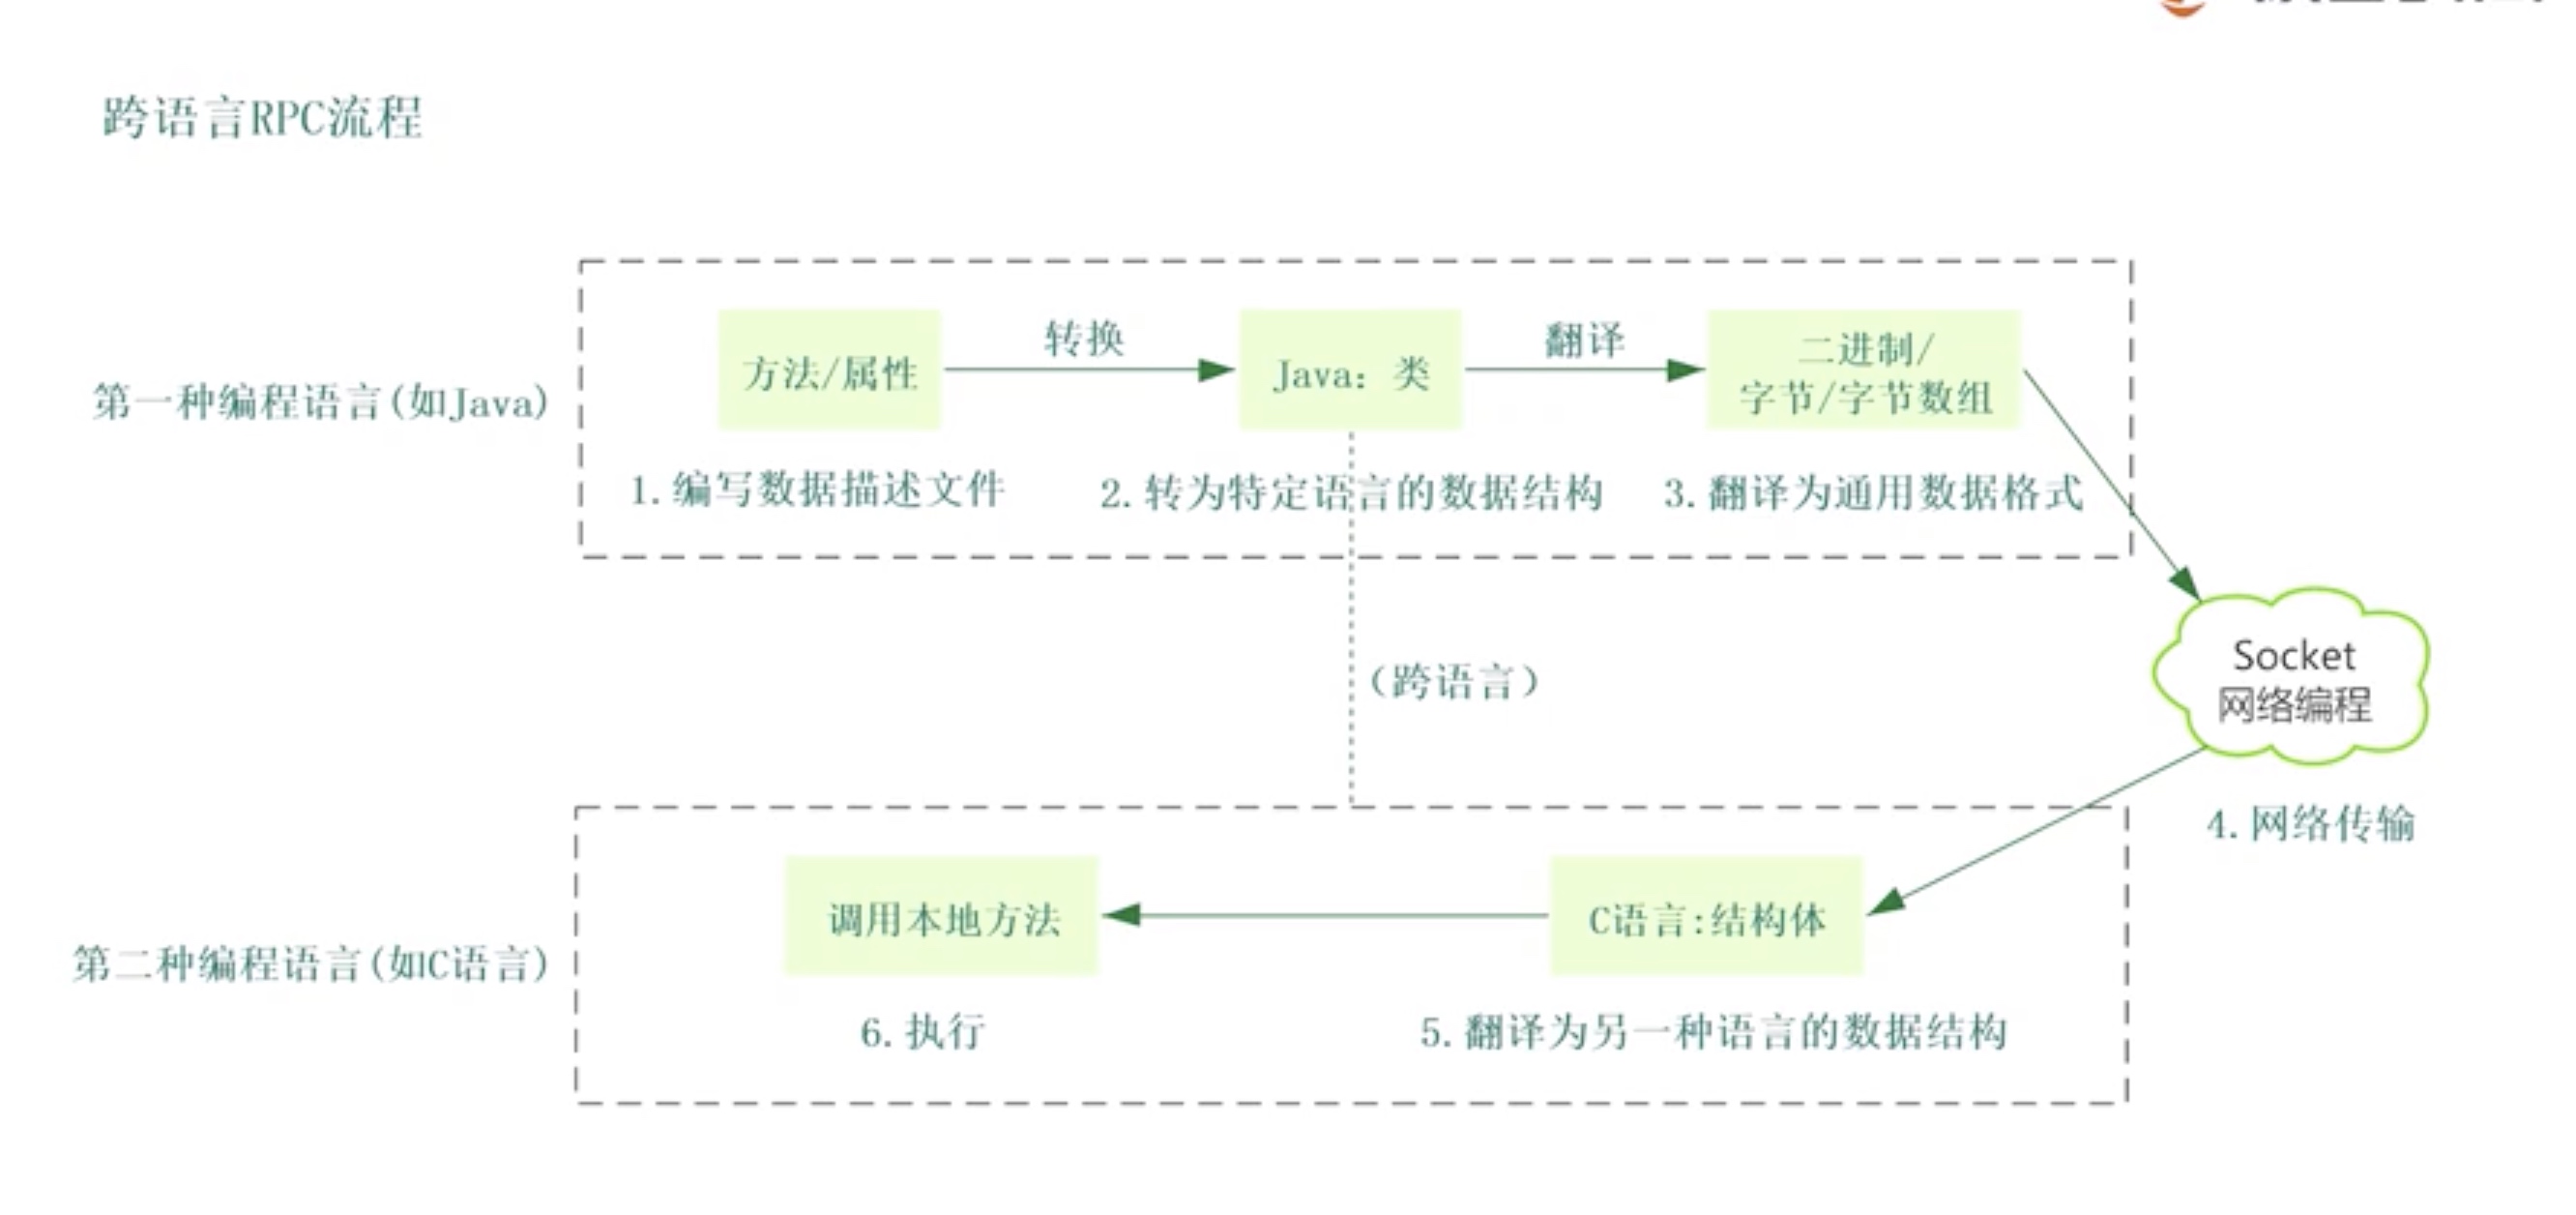 跨语言RPC流程
第一种编程语言(如Java)
方法/属性
转换
Java：类
翻译
二进制/
字节/字节数组
1.编写数据描述文件
2.转为特定语言的数据结构
3.翻译为通用数据格式
（跨语言）
Socket
网络编程
4.网络传输
第二种编程语言(如C语言)
调用本地方法
C语言:结构体
6.执行
5.翻译为另一种语言的数据结构